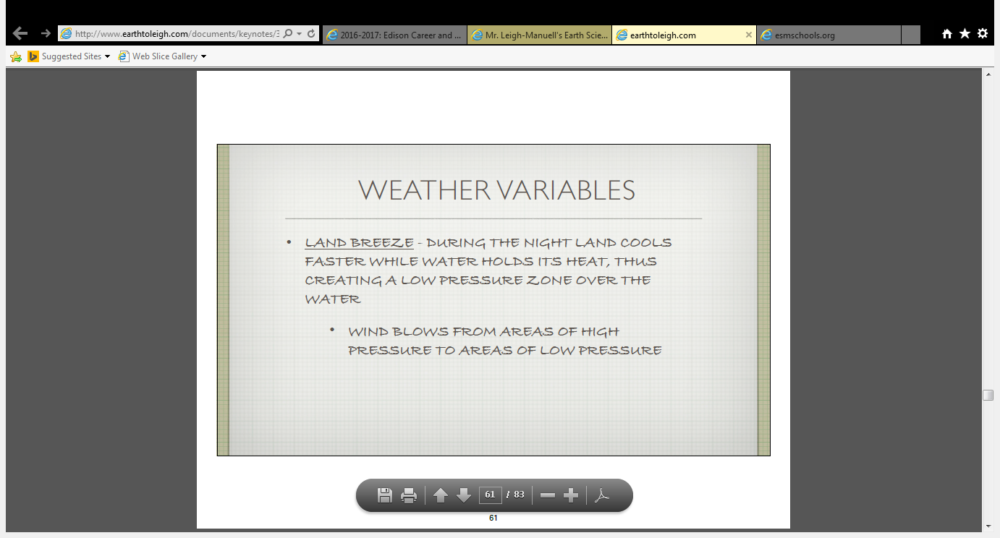 http://www.earthtoleigh.com/documents/keynotes/3
2016-2017: Edison Career and ...
Mr. Leigh-Manuell's Earth Scie...
earthtoleigh.com
esmschools.org
Suggested Sites
Web Slice Gallery
WEATHER VARIABLES
• LAND BREEZE - DURING THE NIGHT LAND COOLS
FASTER WHILE WATER HOLDS ITS HEAT, THUS
CREATING A LOW PRESSURE ZONE OVER THE
WATER
• WIND BLOWS FROM AREAS OF HIGH
PRESSURE TO AREAS OF LOW PRESSURE
61 / 83
61